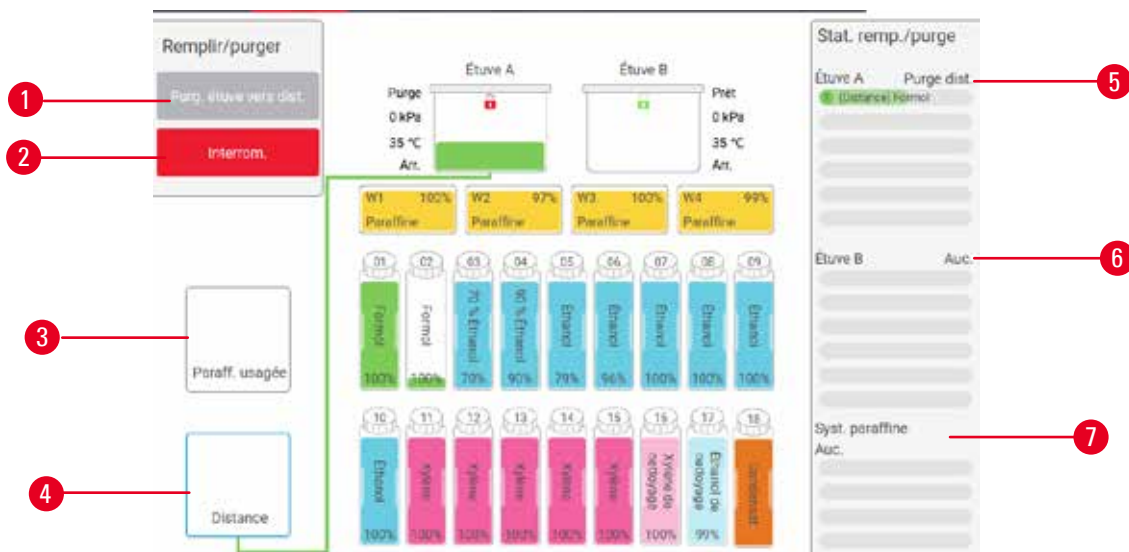 Remplir/purger
Purg. étuve vers dist.
Interrom.
1
2
Étuve A
Étuve B
Purge
0 kPa
35 °C
Arr.
Prêt
0 kPa
35 °C
Arr.
W1 100%
Paraffine
W2 97%
Paraffine
W3 100%
Paraffine
W4 99%
Paraffine
01
Formol
100%
02
Formol
100%
03
70 % Éthanol
70%
04
90 % Éthanol
90%
05
Éthanol
79%
06
Éthanol
96%
07
Éthanol
100%
08
Éthanol
100%
09
Éthanol
100%
10
Éthanol
100%
11
Xylène
100%
12
Xylène
100%
13
Xylène
100%
14
Xylène
100%
15
Xylène
100%
16
Xylène de nettoyage
100%
17
Éthanol de nettoyage
99%
18
Condensat
Paraff. usagée
3
Distance
4
Stat. remp./purge
Étuve A Purge dist.
(Distance) Formol
5
Étuve B Auc.
6
Syst. paraffine
Auc.
7